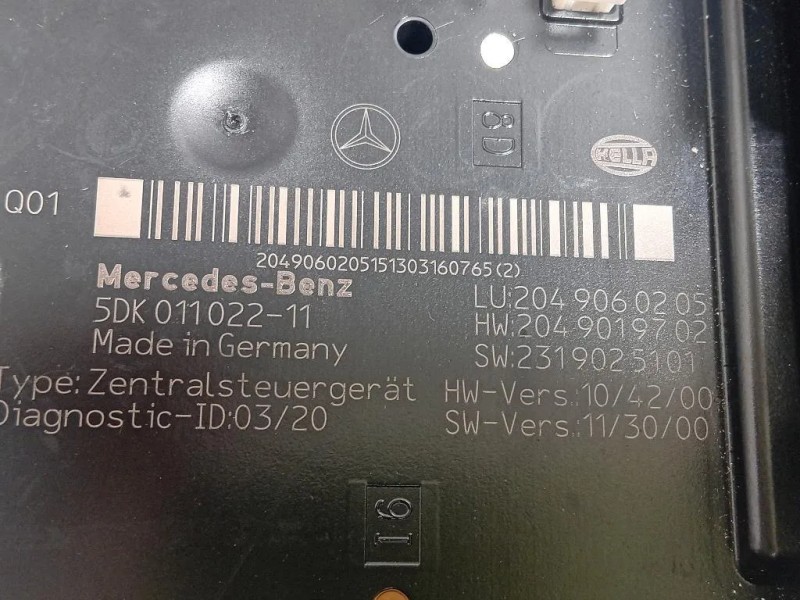 8D
HELLA
Q01
2049060205151303160765(2)
Mercedes-Benz
5DK 011022-11
Made in Germany
Type: Zentralsteuergerät
Diagnostic-ID:03/20
LU:204 906 02 05
HW:204 901 97 02
SW:231 902 51 01
HW-Vers.:10/42/00
SW-Vers.:11/30/00
16